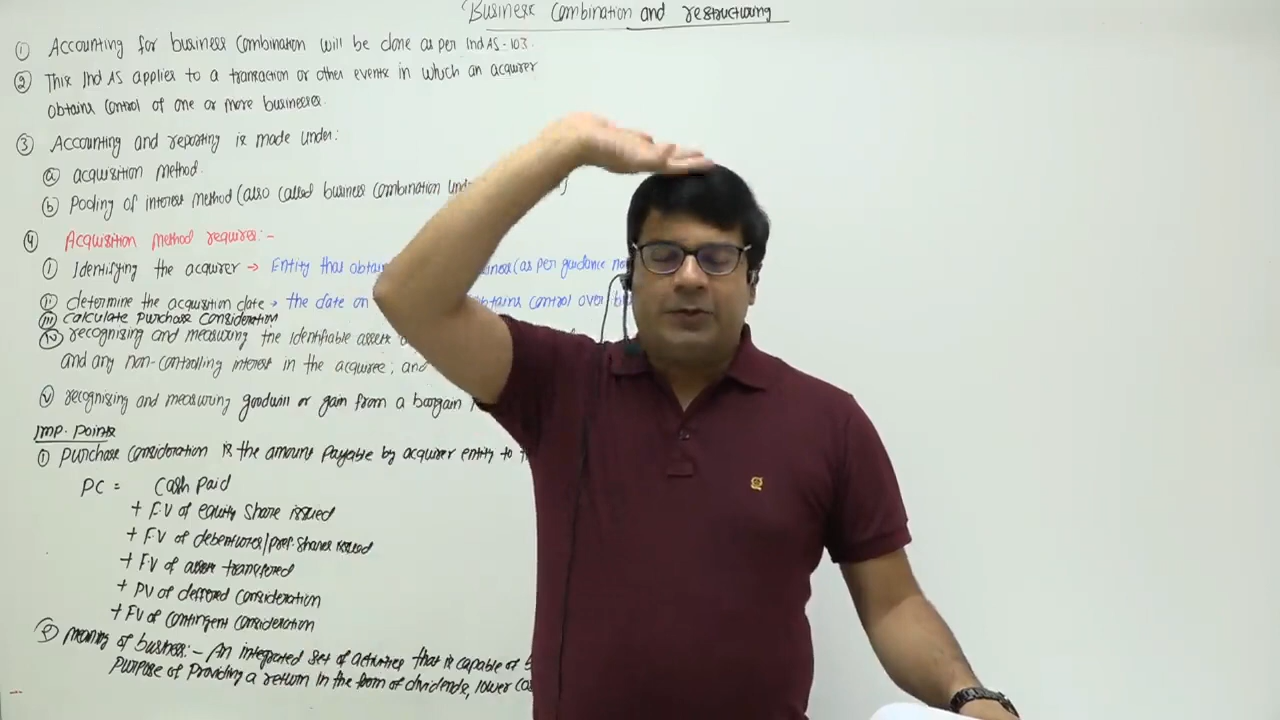 Business Combination and restructuring
① Accounting for business Combination will be done as per Ind AS-103.
② This Ind AS applies to a transaction or other events in which an acquirer
obtains control of one or more businesses.
③ Accounting and reporting is made under:
ⓐ acquisition method.
ⓑ Pooling of interest method (also called business Combination
④ Acquisition method requires:-
ⓘ Identifying the acquirer → Entity that (as per guidance
ⓘⓘ determine the acquisition date → the date on obtains control over
ⓘⓘⓘ calculate purchase consideration
ⓘⓥ recognising and measuring the identifiable assets
and any non-controlling interest in the acquiree; and
ⓥ recognising and measuring goodwill or gain from a bargain
Imp. Points
① Purchase consideration is the amount payable by acquirer entity to
PC = Cash paid
+ F.V of equity share issued
+ F.V of debentures/pref. shares issued
+ F.V of asset transferred
+ PV of deffered consideration
+ FV of contingent consideration
② Meaning of business:- An integrated set of activities that is capable of
purpose of Providing a return in the form of dividends, lower